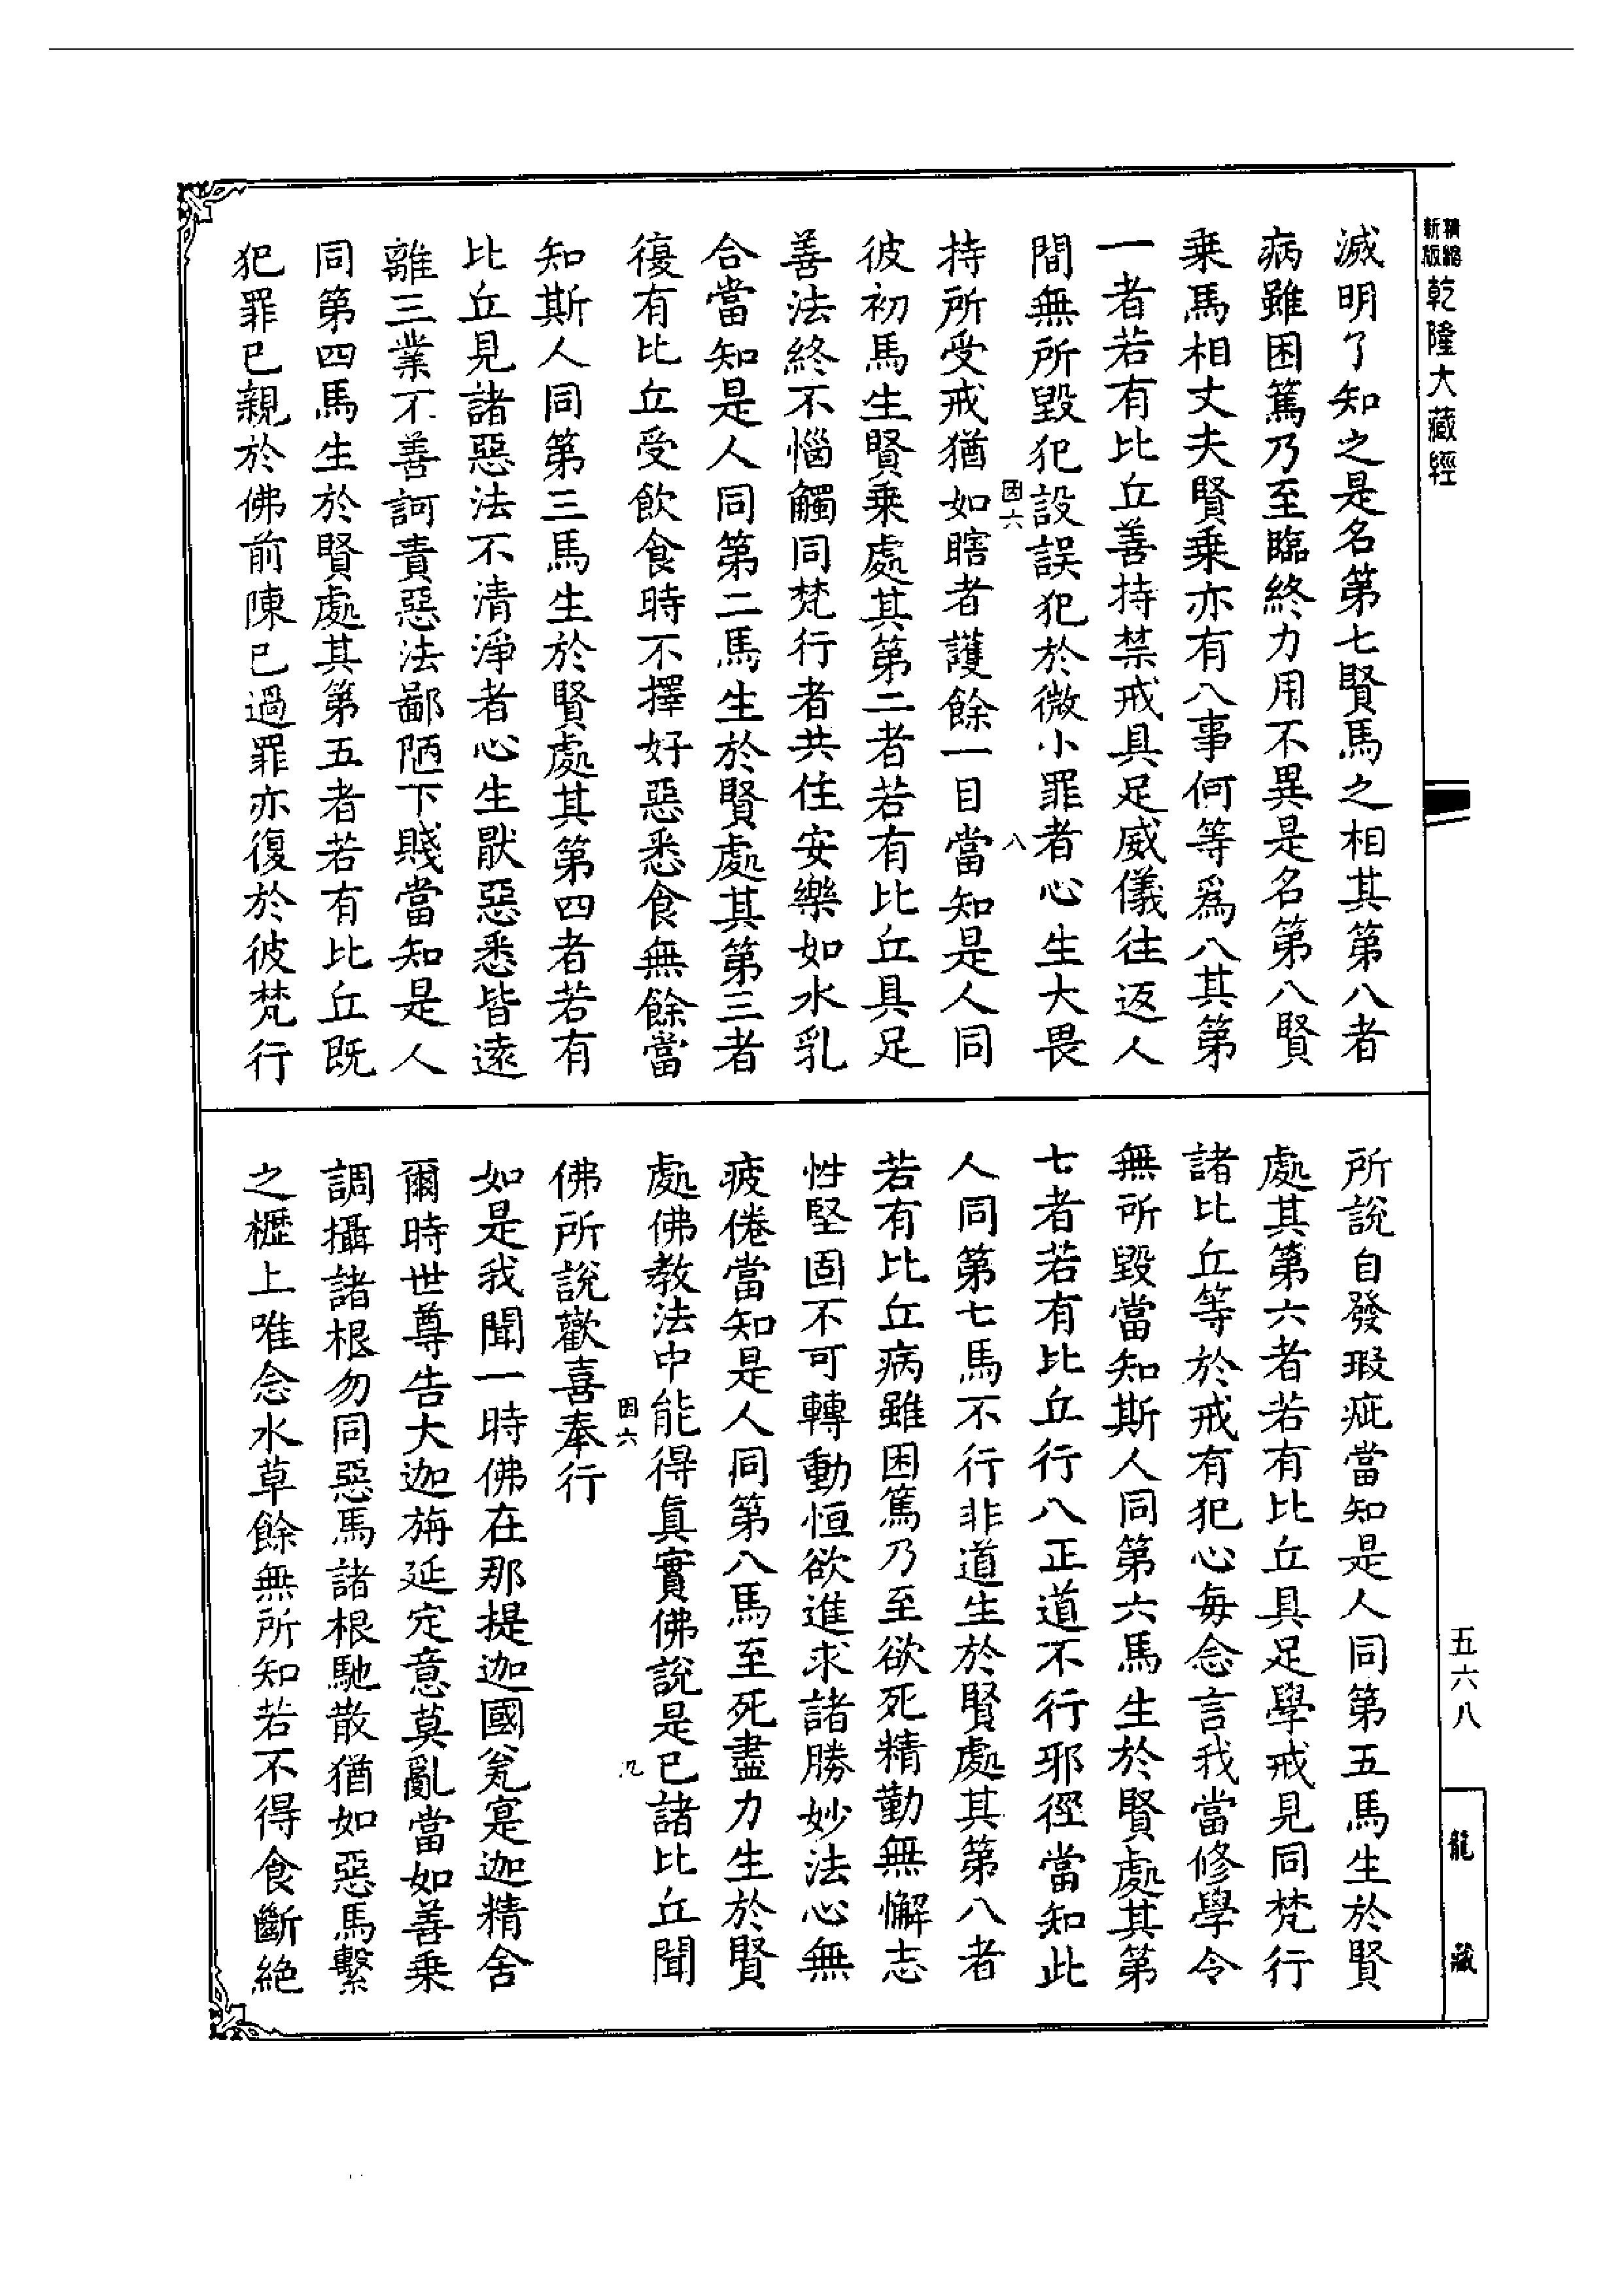 精縮新版
乾隆大藏經
滅明了知之是名第七賢馬之相其第八者
病雖困篤乃至臨終力用不異是名第八賢
乘馬相丈夫賢乘亦有八事何等爲八其第
一者若有比丘善持禁戒具足威儀往返人
間無所毀犯設誤犯於微小罪者心生大畏
因六
八
持所受戒猶如瞎者護餘一目當知是人同
彼初馬生賢乘處其第二者若有比丘具足
善法終不惱觸同梵行者共住安樂如水乳
合當知是人同第二馬生於賢處其第三者
復有比丘受飲食時不擇好惡悉食無餘當
知斯人同第三馬生於賢處其第四者若有
比丘見諸惡法不清淨者心生猒惡悉皆遠
離三業不善訶責惡法鄙陋下賤當知是人
同第四馬生於賢處其第五者若有比丘既
犯罪已親於佛前陳已過罪亦復於彼梵行
所說自發瑕疵當知是人同第五馬生於賢
處其第六者若有比丘具足學戒見同梵行
諸比丘等於戒有犯心每念言我當修學令
無所毀當知斯人同第六馬生於賢處其第
七者若有比丘行八正道不行邪徑當知此
人同第七馬不行非道生於賢處其第八者
若有比丘病雖困篤乃至欲死精勤無懈志
性堅固不可轉動恒欲進求諸勝妙法心無
疲倦當知是人同第八馬至死盡力生於賢
處佛教法中能得真實佛說是已諸比丘聞
因六
九
佛所說歡喜奉行
如是我聞一時佛在那提迦國瓮寔迦精舍
爾時世尊告大迦旃延定意莫亂當如善乘
調攝諸根勿同惡馬諸根馳散猶如惡馬繫
之櫪上唯念水草餘無所知若不得食斷絶
五六八
龍藏